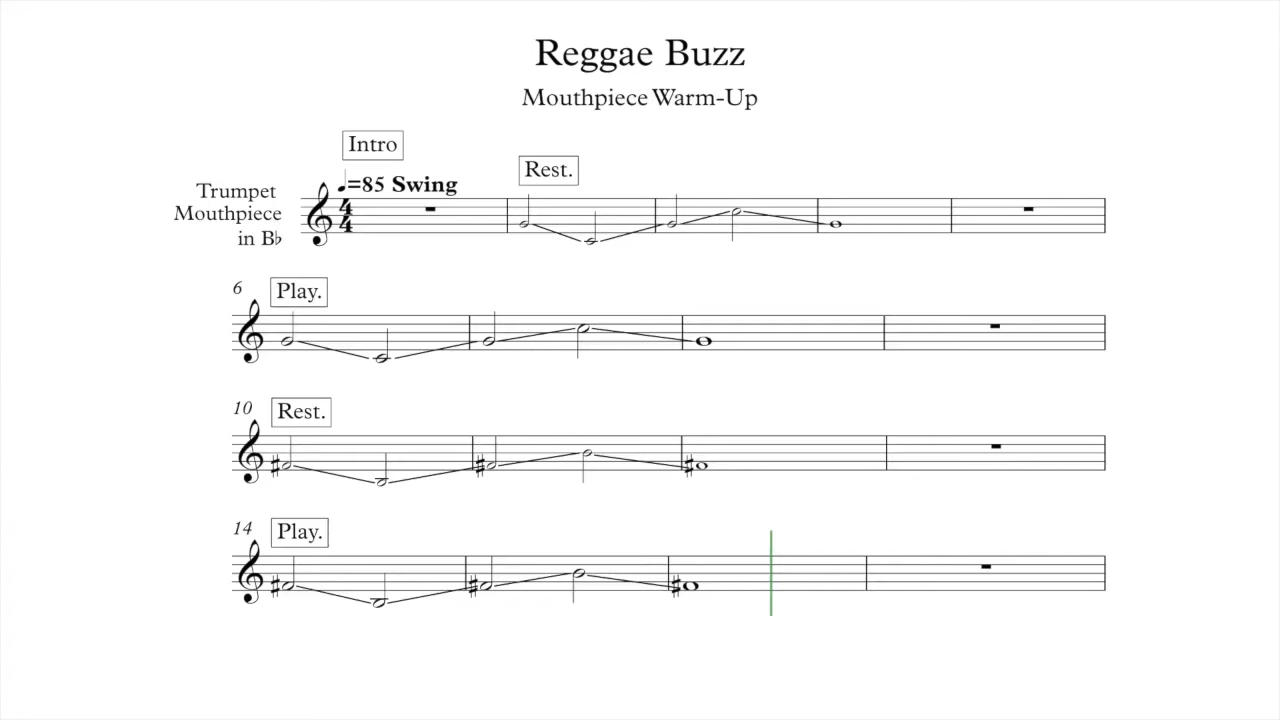 Reggae Buzz
Mouthpiece Warm-Up
Intro
♩=85 Swing
Rest.
Trumpet
Mouthpiece
in B♭
4
4
6
Play.
10
Rest.
14
Play.